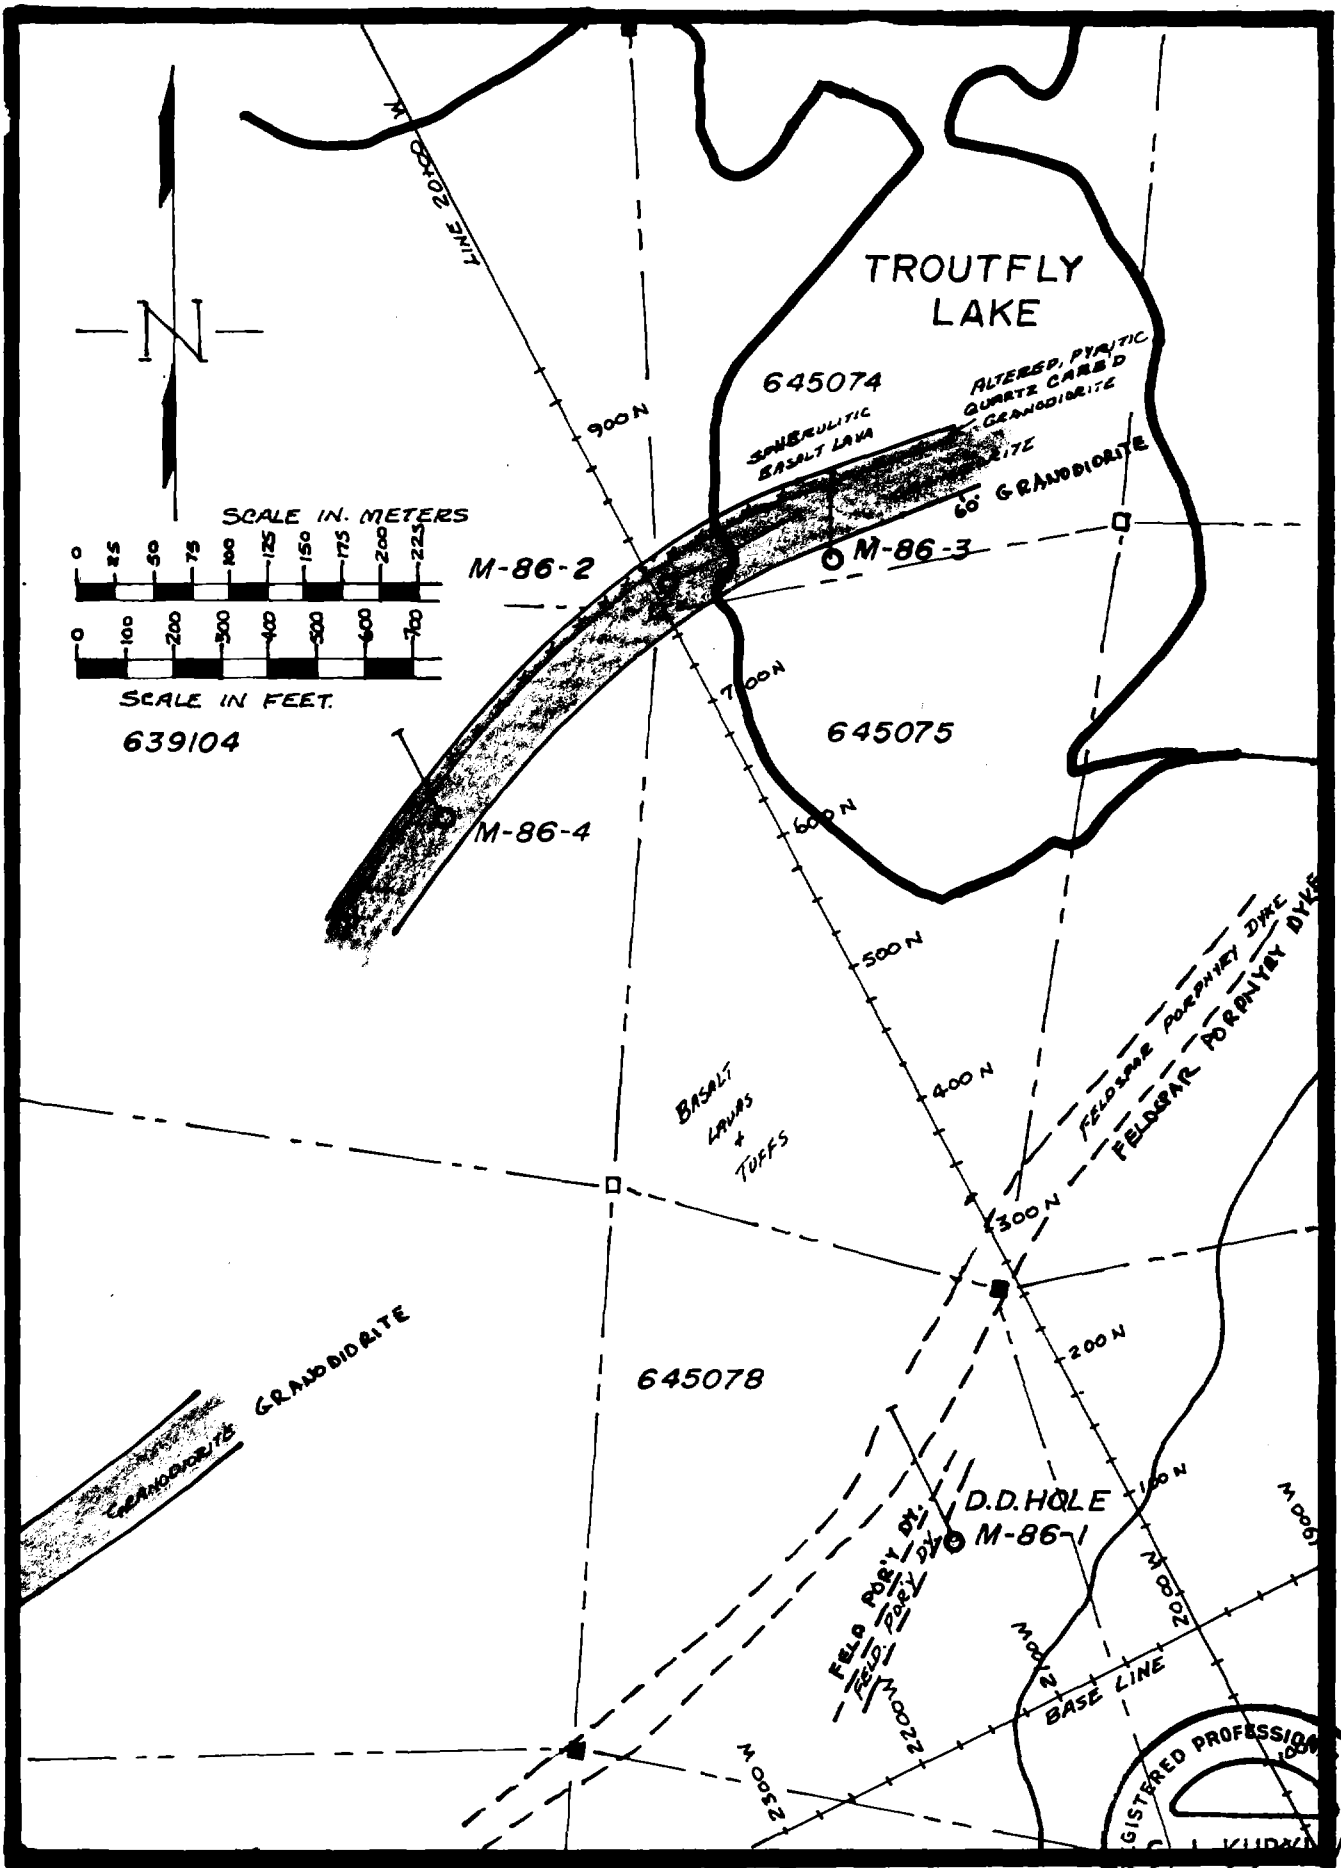 LINE 20+00 W
N
TROUTFLY
LAKE
645074
ALTERED, PYRITIC
QUARTZ CARB'D
GRANODIORITE
SPHERULITIC
BASALT LAVA
900 N
RITE
GRANODIORITE
60°
SCALE IN METERS
0 25 50 75 100 125 150 175 200 225
0 100 200 300 400 500 600 700
SCALE IN FEET.
M-86-2
M-86-3
639104
700N
645075
600 N
M-86-4
500 N
FELDSPAR PORPHYRY DYKE
FELDSPAR PORPHYRY DYKE
400 N
BASALT
LAVAS
+
TUFFS
300 N
200 N
GRANODIORITE
GRANODIORITE
645078
100 N
D.D. HOLE
M-86-1
FELD POR'Y DY.
FELD. POR'Y DY.
1900 W
2000 W
2100 W
2200 W
2300 W
BASE LINE
REGISTERED PROFESSION